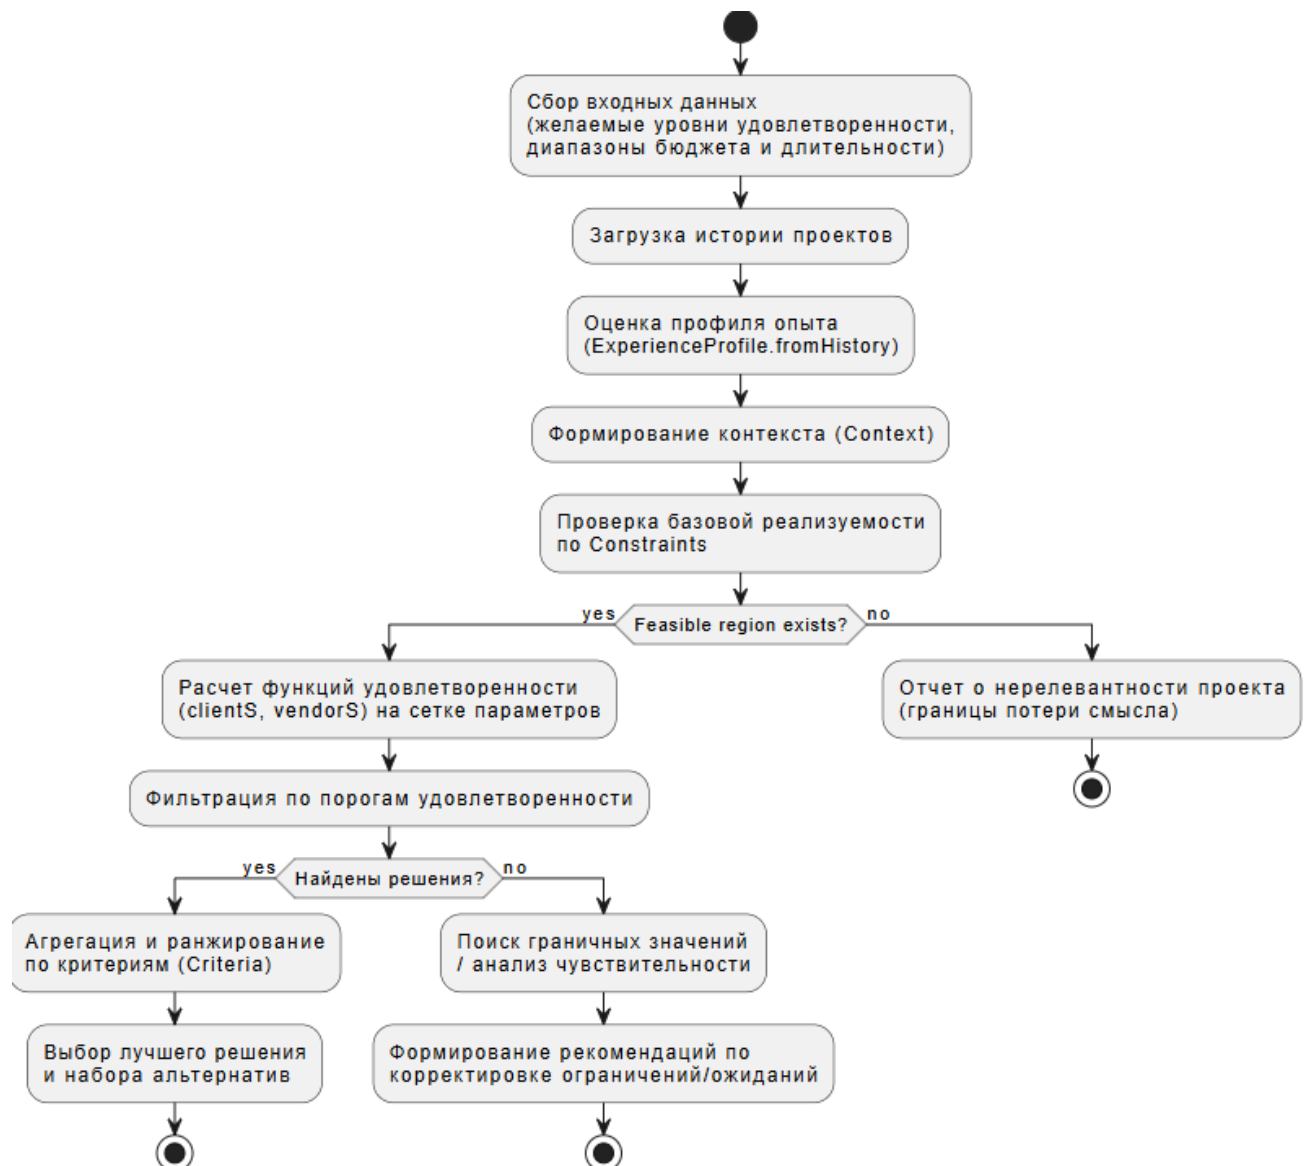 Сбор входных данных
(желаемые уровни удовлетворенности,
диапазоны бюджета и длительности)
Загрузка истории проектов
Оценка профиля опыта
(ExperienceProfile.fromHistory)
Формирование контекста (Context)
Проверка базовой реализуемости
по Constraints
yes
Feasible region exists?
no
Расчет функций удовлетворенности
(clientS, vendorS) на сетке параметров
Отчет о нерелевантности проекта
(границы потери смысла)
Фильтрация по порогам удовлетворенности
yes
Найдены решения?
no
Агрегация и ранжирование
по критериям (Criteria)
Поиск граничных значений
/ анализ чувствительности
Выбор лучшего решения
и набора альтернатив
Формирование рекомендаций по
корректировке ограничений/ожиданий